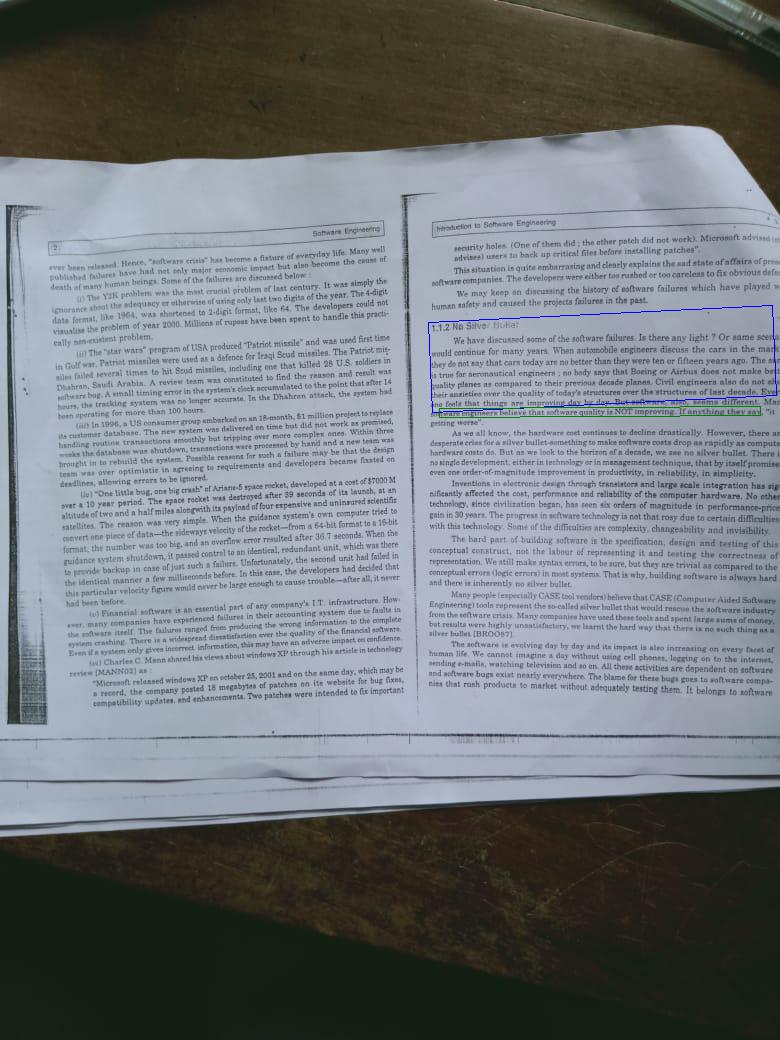 2
Software Engineering
ever been released. Hence, "software crisis" has become a fixture of everyday life. Many well
published failures have had not only major economic impact but also become the cause of
death of many human beings. Some of the failures are discussed below :
(i) The Y2K problem was the most crucial problem of last century. It was simply the
ignorance about the adequacy or otherwise of using only last two digits of the year. The 4-digit
date format, like 1964, was shortened to 2-digit format, like 64. The developers could not
visualise the problem of year 2000. Millions of rupees have been spent to handle this practi-
cally non-existent problem.
(ii) The "star wars" program of USA produced "Patriot missile" and was used first time
in Gulf war. Patriot missiles were used as a defence for Iraqi Scud missiles. The Patriot mis-
siles failed several times to hit Scud missiles, including one that killed 28 U.S. soldiers in
Dhahran, Saudi Arabia. A review team was constituted to find the reason and result was
software bug. A small timing error in the system's clock accumulated to the point that after 14
hours, the tracking system was no longer accurate. In the Dhahran attack, the system had
been operating for more than 100 hours.
(iii) In 1996, a US consumer group embarked on an 18-month, $1 million project to replace
its customer database. The new system was delivered on time but did not work as promised,
handling routine transactions smoothly but tripping over more complex ones. Within three
weeks the database was shutdown, transactions were processed by hand and a new team was
brought in to rebuild the system. Possible reasons for such a failure may be that the design
team was over optimistic in agreeing to requirements and developers became fixated on
deadlines, allowing errors to be ignored.
(iv) "One little bug, one big crash" of Ariane-5 space rocket, developed at a cost of $7000 M
over a 10 year period. The space rocket was destroyed after 39 seconds of its launch, at an
altitude of two and a half miles alongwith its payload of four expensive and uninsured scientific
satellites. The reason was very simple. When the guidance system's own computer tried to
convert one piece of data—the sideways velocity of the rocket—from a 64-bit format to a 16-bit
format, the number was too big, and an overflow error resulted after 36.7 seconds. When the
guidance system shutdown, it passed control to an identical, redundant unit, which was there
to provide backup in case of just such a failure. Unfortunately, the second unit had failed in
the identical manner a few milliseconds before. In this case, the developers had decided that
this particular velocity figure would never be large enough to cause trouble—after all, it never
had been before.
(v) Financial software is an essential part of any company's I.T. infrastructure. How-
ever, many companies have experienced failures in their accounting system due to faults in
the software itself. The failures ranged from producing the wrong information to the complete
system crashing. There is a widespread dissatisfaction over the quality of the financial software.
Even if a system only gives incorrect information, this may have an adverse impact on confidence.
(vi) Charles C. Mann shared his views about windows XP through his article in technology
review [MANN02] as :
"Microsoft released windows XP on october 25, 2001 and on the same day, which may be
a record, the company posted 18 megabytes of patches on its website for bug fixes,
compatibility updates, and enhancements. Two patches were intended to fix important
Introduction to Software Engineering
security holes. (One of them did ; the other patch did not work). Microsoft advised
advises) users to back up critical files before installing patches".
This situation is quite embarrasing and clearly explains the sad state of affairs of
software companies. The developers were either too rushed or too careless to fix obvious
We may keep on discussing the history of software failures which have played
human safety and caused the projects failures in the past.
1.1.2 No Silver Bullet
We have discussed some of the software failures. Is there any light ? Or same
would continue for many years. When automobile engineers discuss the cars in the
they do not say that cars today are no better than they were ten or fifteen years ago. The
is true for aeronautical engineers ; no body says that Boeing or Airbus does not make
quality planes as compared to their previous decade planes. Civil engineers also do not
their anxieties over the quality of today's structures over the structures of last decade.
ing feels that things are improving day by day. But software, also, seems different.
software engineers believe that software quality is NOT improving. If anything they say, "it
getting worse".
As we all know, the hardware cost continues to decline drastically. However, there
desperate cries for a silver bullet-something to make software costs drop as rapidly as
hardware costs do. But as we look to the horizon of a decade, we see no silver bullet. There
no single development, either in technology or in management technique, that by itself
even one order-of-magnitude improvement in productivity, in reliability, in simplicity.
Inventions in electronic design through transistors and large scale integration has sig-
nificantly affected the cost, performance and reliability of the computer hardware. No other
technology, since civilization began, has seen six orders of magnitude in performance-price
gain in 30 years. The progress in software technology is not that rosy due to certain difficulties
with this technology. Some of the difficulties are complexity, changeability and invisibility.
The hard part of building software is the specification, design and testing of this
conceptual construct, not the labour of representing it and testing the correctness of
representation. We still make syntax errors, to be sure, but they are trivial as compared to the
conceptual errors (logic errors) in most systems. That is why, building software is always hard
and there is inherently no silver bullet.
Many people (especially CASE tool vendors) believe that CASE (Computer Aided Software
Engineering) tools represent the so-called silver bullet that would rescue the software industry
from the software crisis. Many companies have used these tools and spent large sums of money,
but results were highly unsatisfactory, we learnt the hard way that there is no such thing as a
silver bullet [BROO87].
The software is evolving day by day and its impact is also increasing on every facet of
human life. We cannot imagine a day without using cell phones, logging on to the internet,
sending e-mails, watching television and so on. All these activities are dependent on software
and software bugs exist nearly everywhere. The blame for these bugs goes to software compa-
nies that rush products to market without adequately testing them. It belongs to software